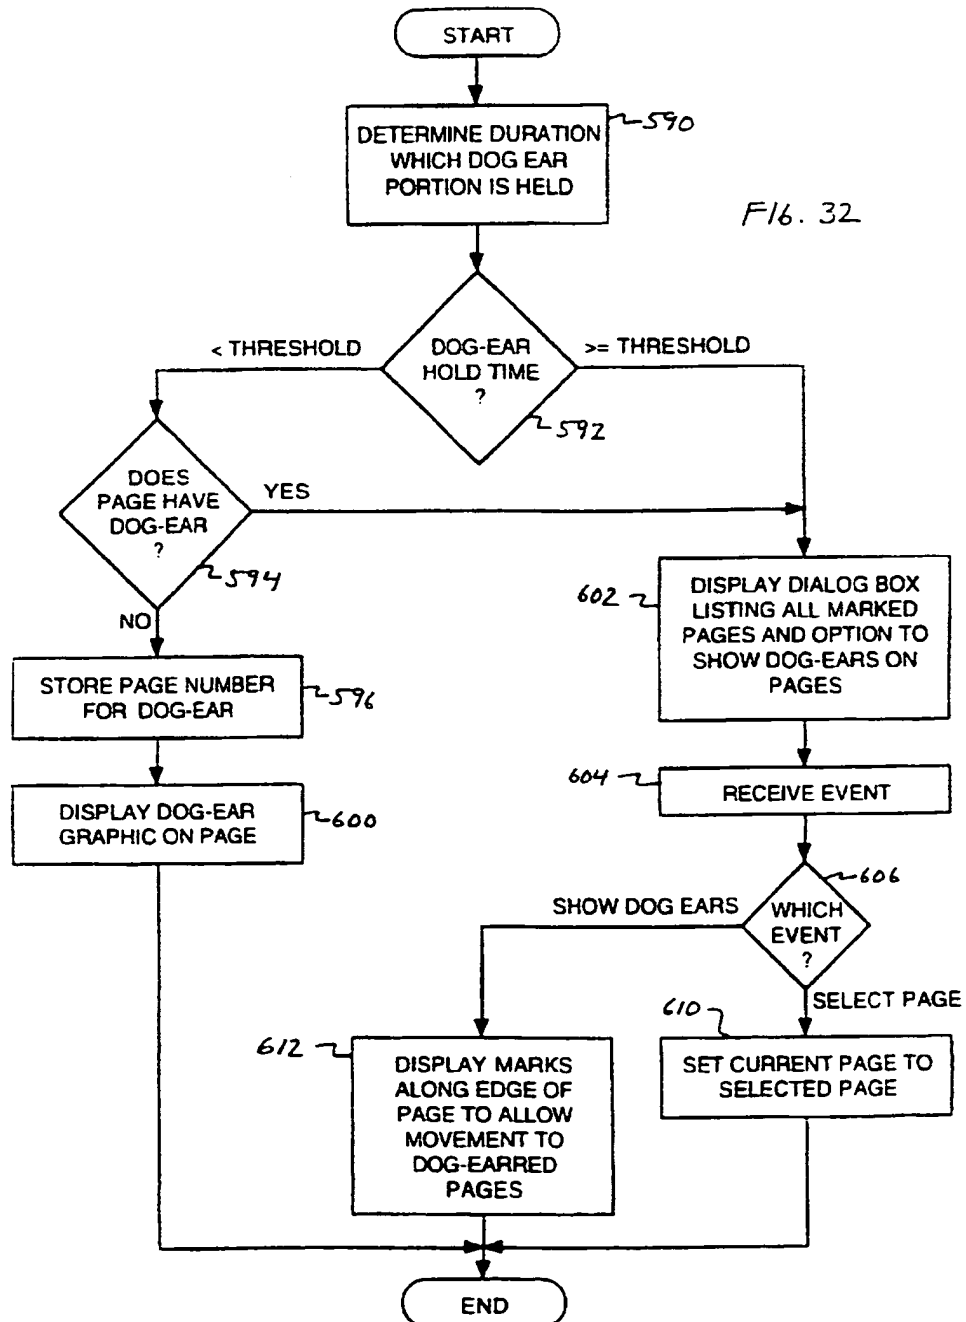 START
DETERMINE DURATION
WHICH DOG EAR
PORTION IS HELD
590
FIG. 32
< THRESHOLD
DOG-EAR
HOLD TIME
?
>= THRESHOLD
592
DOES
PAGE HAVE
DOG-EAR
?
YES
594
NO
602
DISPLAY DIALOG BOX
LISTING ALL MARKED
PAGES AND OPTION TO
SHOW DOG-EARS ON
PAGES
STORE PAGE NUMBER
FOR DOG-EAR
596
604
RECEIVE EVENT
DISPLAY DOG-EAR
GRAPHIC ON PAGE
600
606
SHOW DOG EARS
WHICH
EVENT
?
SELECT PAGE
610
SET CURRENT PAGE TO
SELECTED PAGE
612
DISPLAY MARKS
ALONG EDGE OF
PAGE TO ALLOW
MOVEMENT TO
DOG-EARRED
PAGES
END